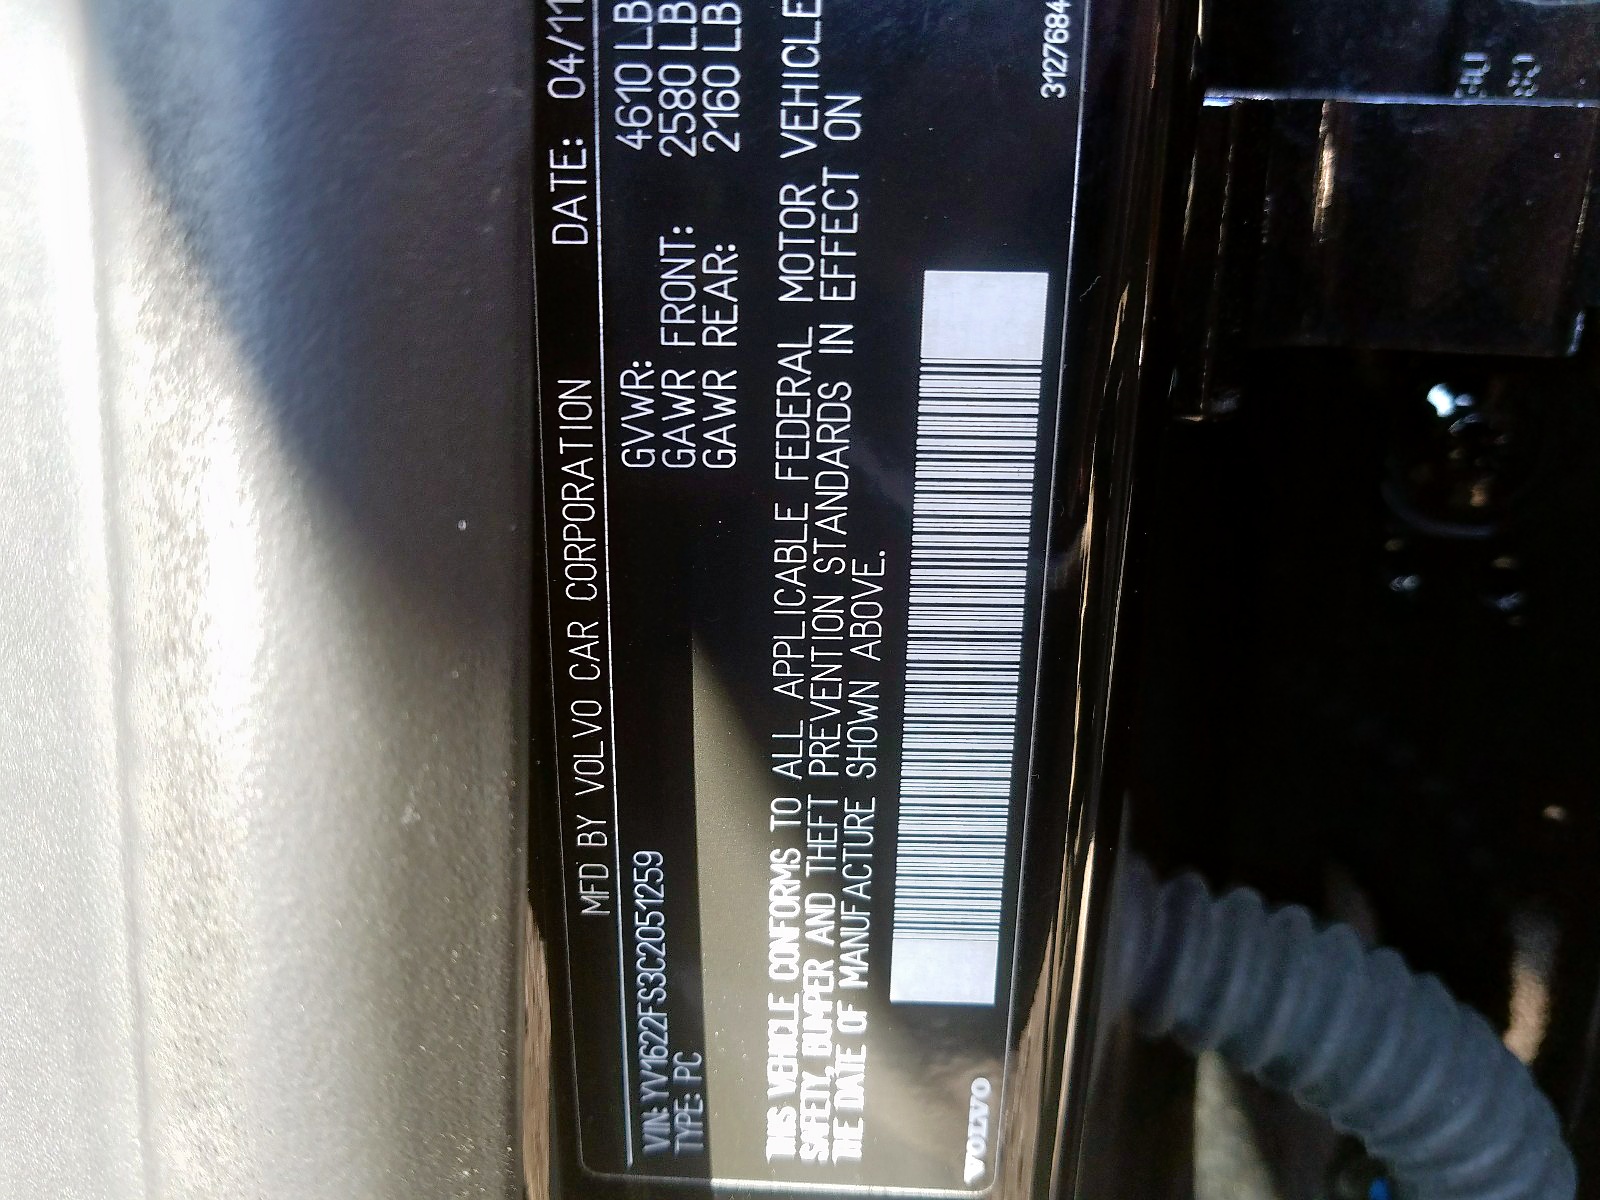 MFD BY VOLVO CAR CORPORATION DATE: 04/11
VIN: YV1622FS3C2051259 GVWR: 4610 LB
TYPE: PC GAWR FRONT: 2580 LB
GAWR REAR: 2160 LB
THIS VEHICLE CONFORMS TO ALL APPLICABLE FEDERAL MOTOR VEHICLE
SAFETY, BUMPER AND THEFT PREVENTION STANDARDS IN EFFECT ON
THE DATE OF MANUFACTURE SHOWN ABOVE.
VOLVO 3127684